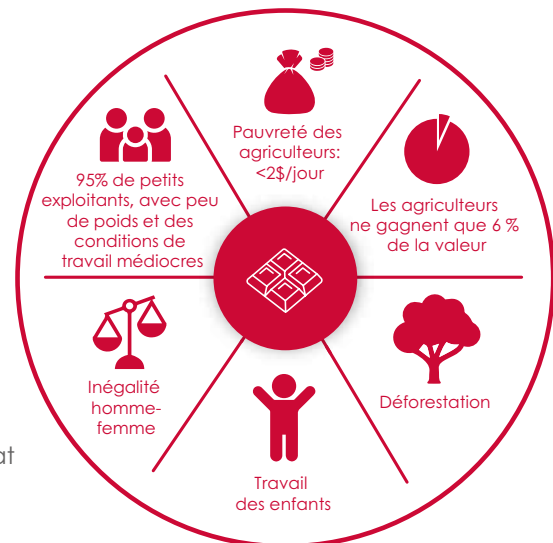 Pauvreté des
agriculteurs:
<2$/jour
Les agriculteurs
ne gagnent que 6 %
de la valeur
Déforestation
Travail
des enfants
Inégalité
homme-
femme
95% de petits
exploitants, avec peu
de poids et des
conditions de
travail médiocres
at